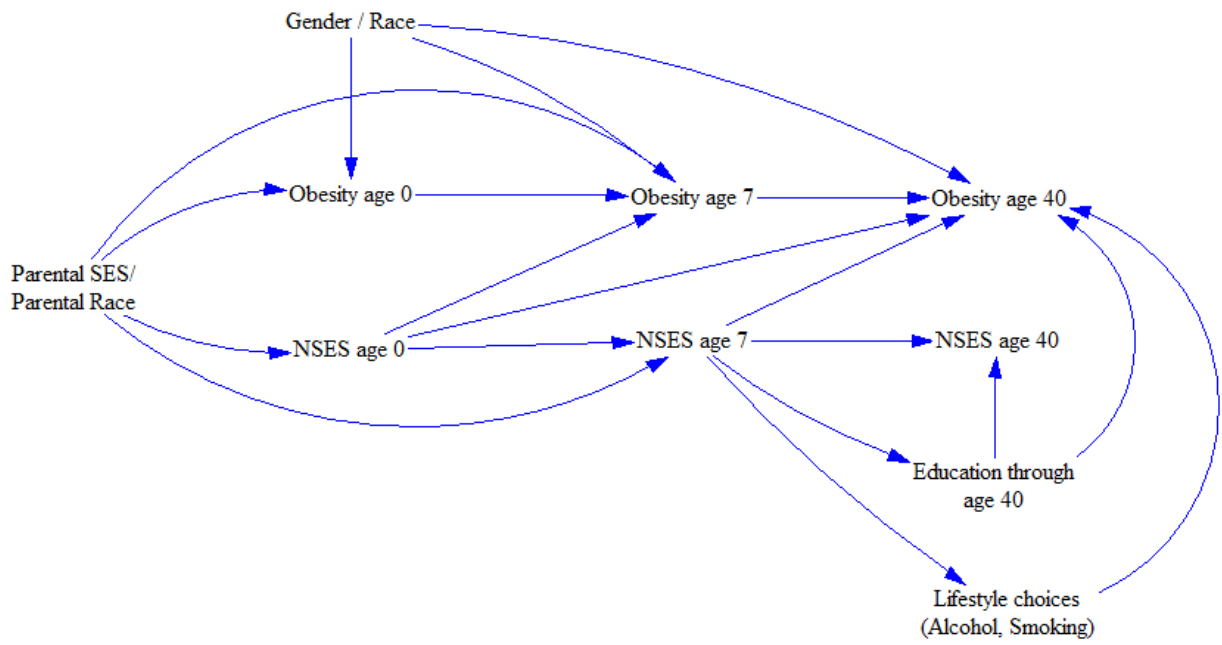 Gender / Race
Obesity age 0
Obesity age 7
Obesity age 40
Parental SES/
Parental Race
NSES age 0
NSES age 7
NSES age 40
Education through
age 40
Lifestyle choices
(Alcohol, Smoking)